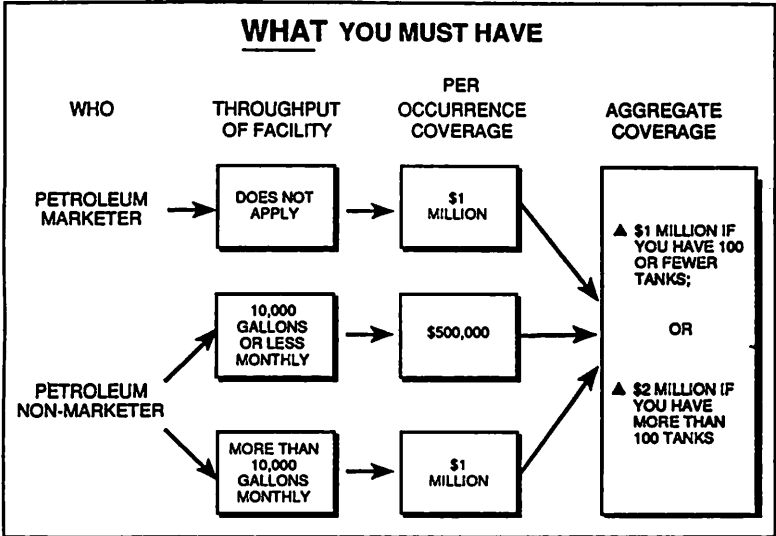 WHAT YOU MUST HAVE
WHO
THROUGHPUT
OF FACILITY
PER
OCCURRENCE
COVERAGE
AGGREGATE
COVERAGE
PETROLEUM
MARKETER
DOES NOT
APPLY
$1
MILLION
PETROLEUM
NON-MARKETER
10,000
GALLONS
OR LESS
MONTHLY
$500,000
MORE THAN
10,000
GALLONS
MONTHLY
$1
MILLION
▲ $1 MILLION IF
YOU HAVE 100
OR FEWER
TANKS;
OR
▲ $2 MILLION IF
YOU HAVE
MORE THAN
100 TANKS